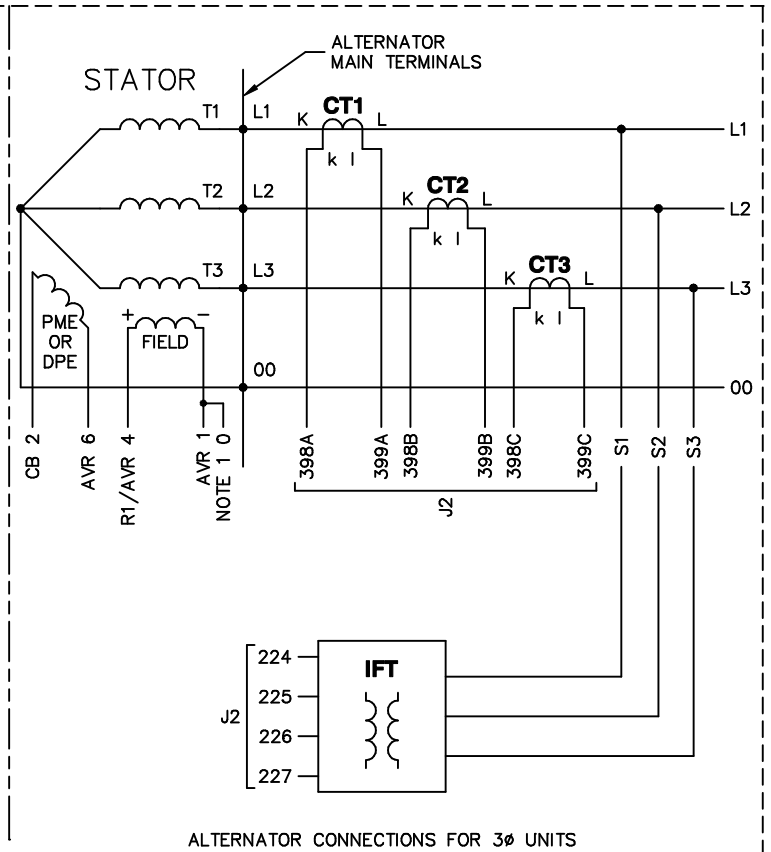 ALTERNATOR
MAIN TERMINALS
STATOR
T1
L1
K
CT1
L
k l
L1
T2
L2
K
CT2
L
k l
L2
T3
L3
K
CT3
L
k l
L3
PME
OR
DPE
+ −
FIELD
00
00
CB 2
AVR 6
R1/AVR 4
AVR 1
NOTE 1 0
398A
399A
398B
399B
398C
399C
S1
S2
S3
J2
J2
224
225
226
227
IFT
ALTERNATOR CONNECTIONS FOR 3ø UNITS